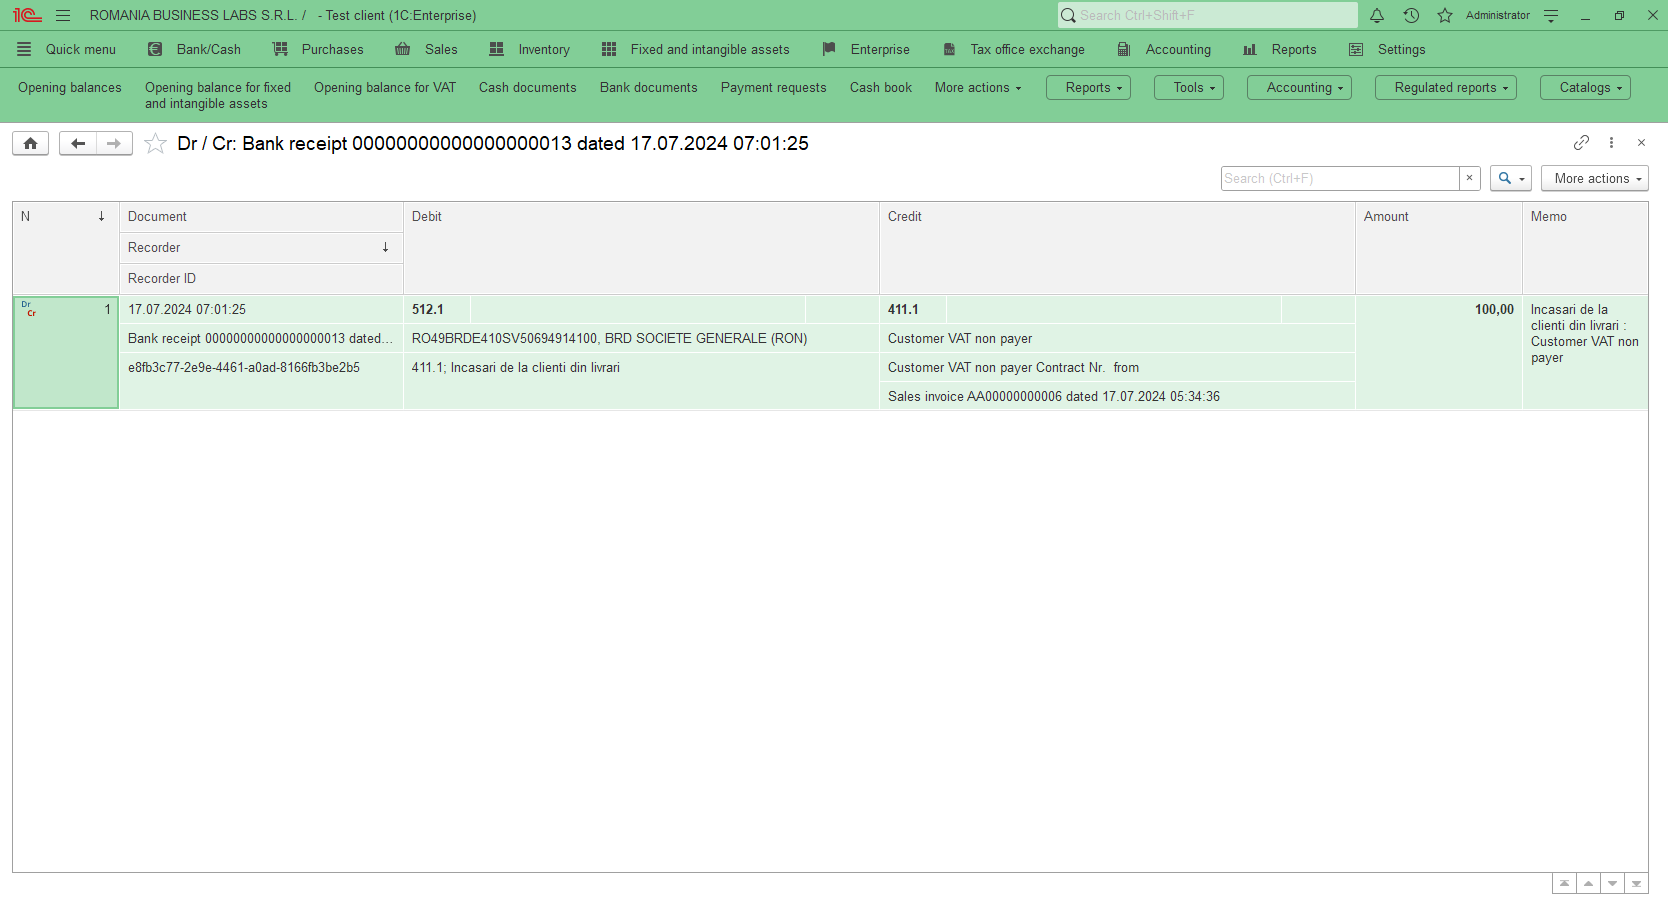 ROMANIA BUSINESS LABS S.R.L. / - Test client (1C:Enterprise)
Search Ctrl+Shift+F
Administrator
Quick menu
Bank/Cash
Purchases
Sales
Inventory
Fixed and intangible assets
Enterprise
Tax office exchange
Accounting
Reports
Settings
Opening balances
Opening balance for fixed
and intangible assets
Opening balance for VAT
Cash documents
Bank documents
Payment requests
Cash book
More actions
Reports
Tools
Accounting
Regulated reports
Catalogs
Dr / Cr: Bank receipt 00000000000000000013 dated 17.07.2024 07:01:25
Search (Ctrl+F)
More actions
N
Document
Debit
Credit
Amount
Memo
Recorder
Recorder ID
Dr
Cr
1
17.07.2024 07:01:25
512.1
411.1
100,00
Incasari de la
clienti din livrari :
Customer VAT non
payer
Bank receipt 00000000000000000013 dated...
RO49BRDE410SV50694914100, BRD SOCIETE GENERALE (RON)
Customer VAT non payer
e8fb3c77-2e9e-4461-a0ad-8166fb3be2b5
411.1; Incasari de la clienti din livrari
Customer VAT non payer Contract Nr. from
Sales invoice AA00000000006 dated 17.07.2024 05:34:36